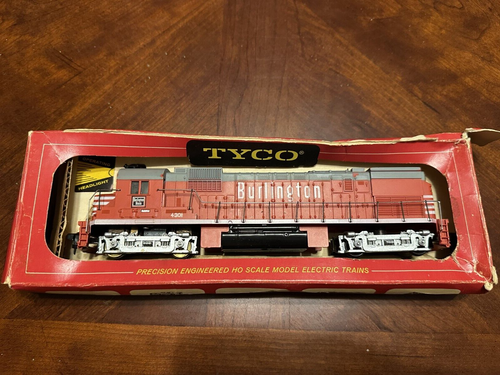 TYCO®
HEADLIGHT
Burlington
4301
PRECISION ENGINEERED HO SCALE MODEL ELECTRIC TRAINS